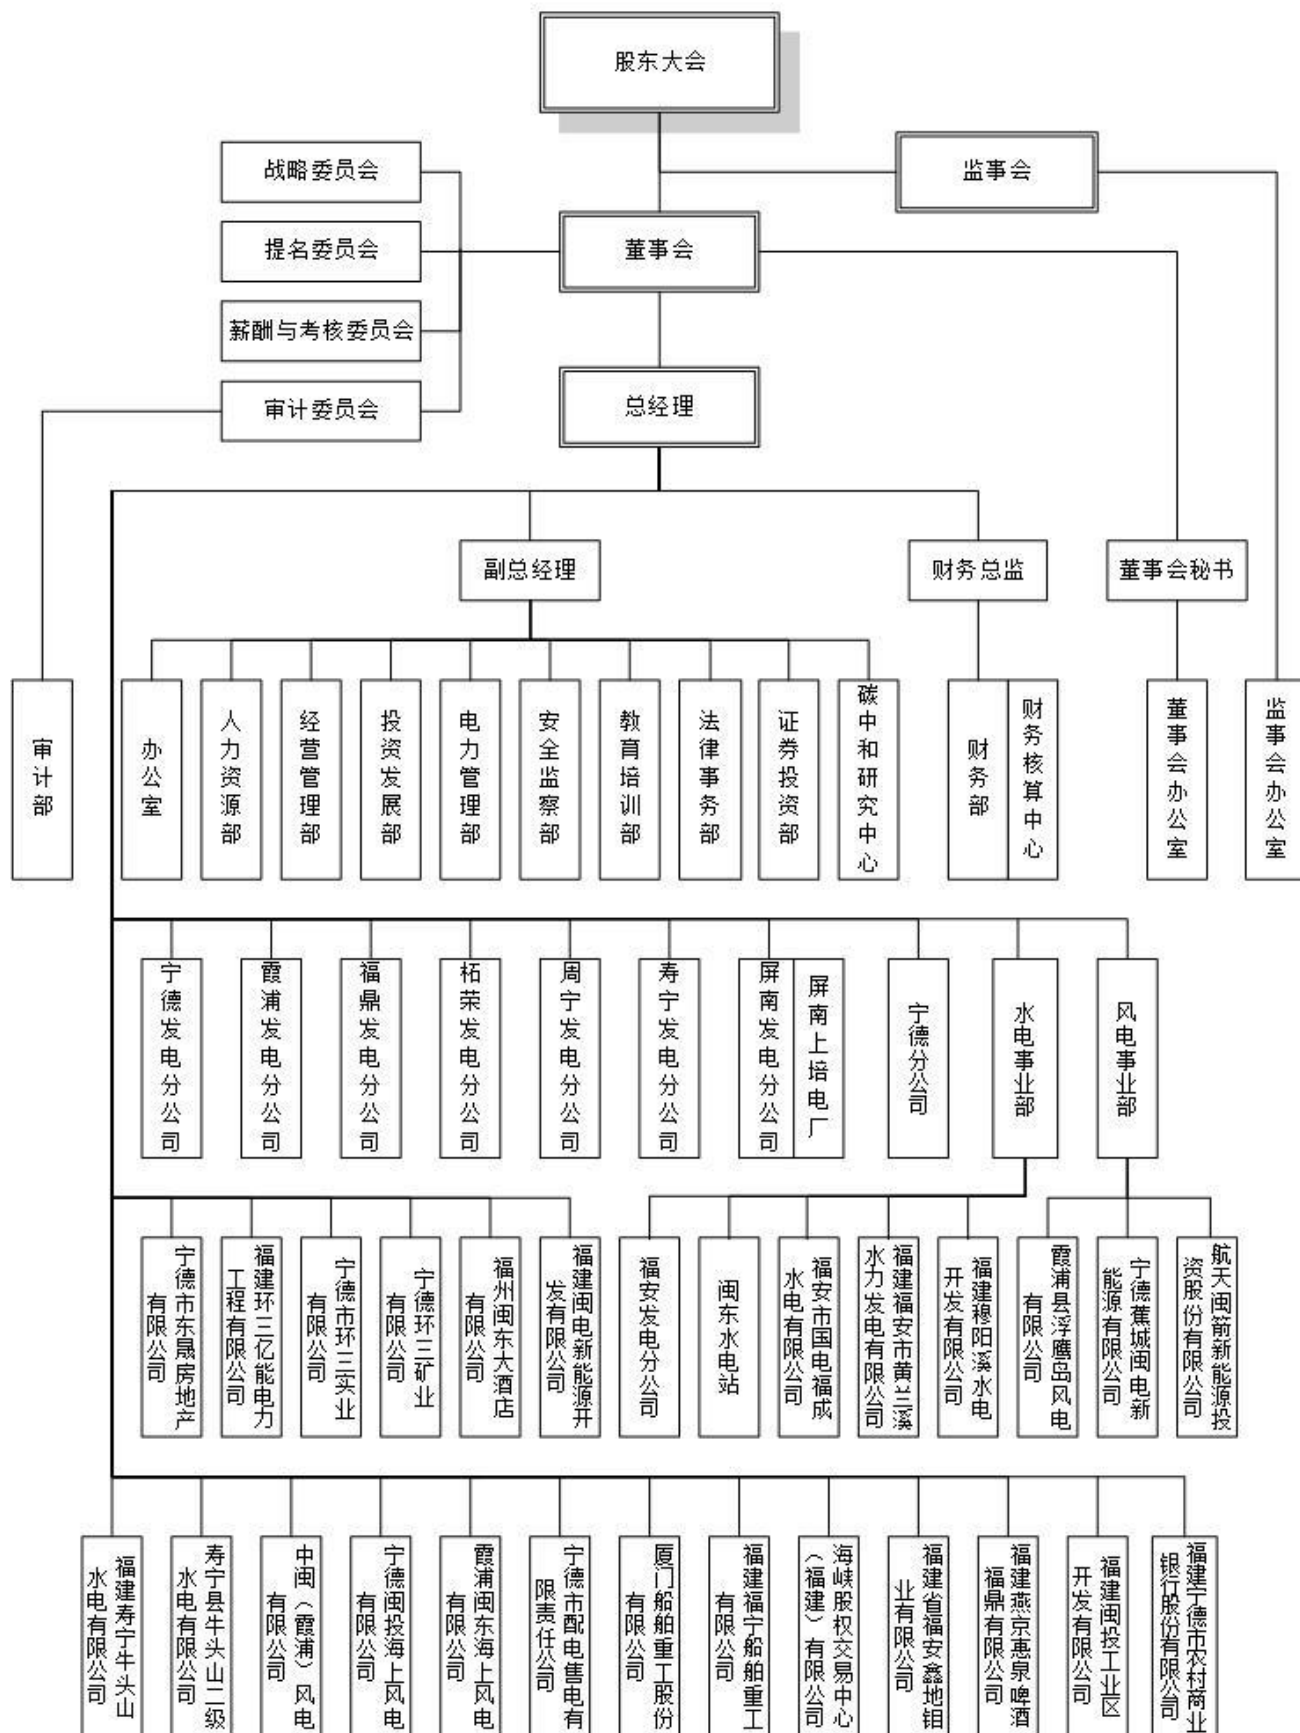 股东大会
监事会
战略委员会
提名委员会
董事会
薪酬与考核委员会
审计委员会
总经理
副总经理
财务总监
董事会秘书
审计部
办公室
人力资源部
经营管理部
投资发展部
电力管理部
安全监察部
教育培训部
法律事务部
证券投资部
碳中和研究中心
财务部
财务核算中心
董事会办公室
监事会办公室
宁德发电分公司
霞浦发电分公司
福鼎发电分公司
柘荣发电分公司
周宁发电分公司
寿宁发电分公司
屏南发电分公司
屏南上培电厂
宁德分公司
水电事业部
风电事业部
宁德市东晟房地产
有限公司
福建环三亿能电力
工程有限公司
宁德市环三实业
有限公司
宁德环三矿业
有限公司
福州闽东大酒店
有限公司
福建闽电新能源开
发有限公司
福安发电分公司
闽东水电站
福安市国电福成
水电有限公司
福建福安市黄兰溪
水力发电有限公司
福建穆阳溪水电
开发有限公司
霞浦县浮鹰岛风电
有限公司
宁德蕉城闽电新
能源有限公司
航天闽箭新能源投
资股份有限公司
福建寿宁牛头山
水电有限公司
寿宁县牛头山二级
水电有限公司
中闽（霞浦）风电
有限公司
宁德闽投海上风电
有限公司
霞浦闽东海上风电
有限公司
宁德市配电售电有
限责任公司
厦门船舶重工股份
有限公司
福建福宁船舶重工
有限公司
海峡股权交易中心
（福建）有限公司
福建省福安鑫地钼
业有限公司
福建燕京惠泉啤酒
福鼎有限公司
福建闽投工业区
开发有限公司
福建宁德市农村商业
银行股份有限公司